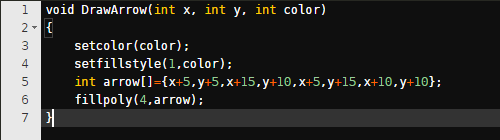 1 void DrawArrow(int x, int y, int color)
2 {
3 setcolor(color);
4 setfillstyle(1,color);
5 int arrow[]={x+5,y+5,x+15,y+10,x+5,y+15,x+10,y+10};
6 fillpoly(4,arrow);
7 }